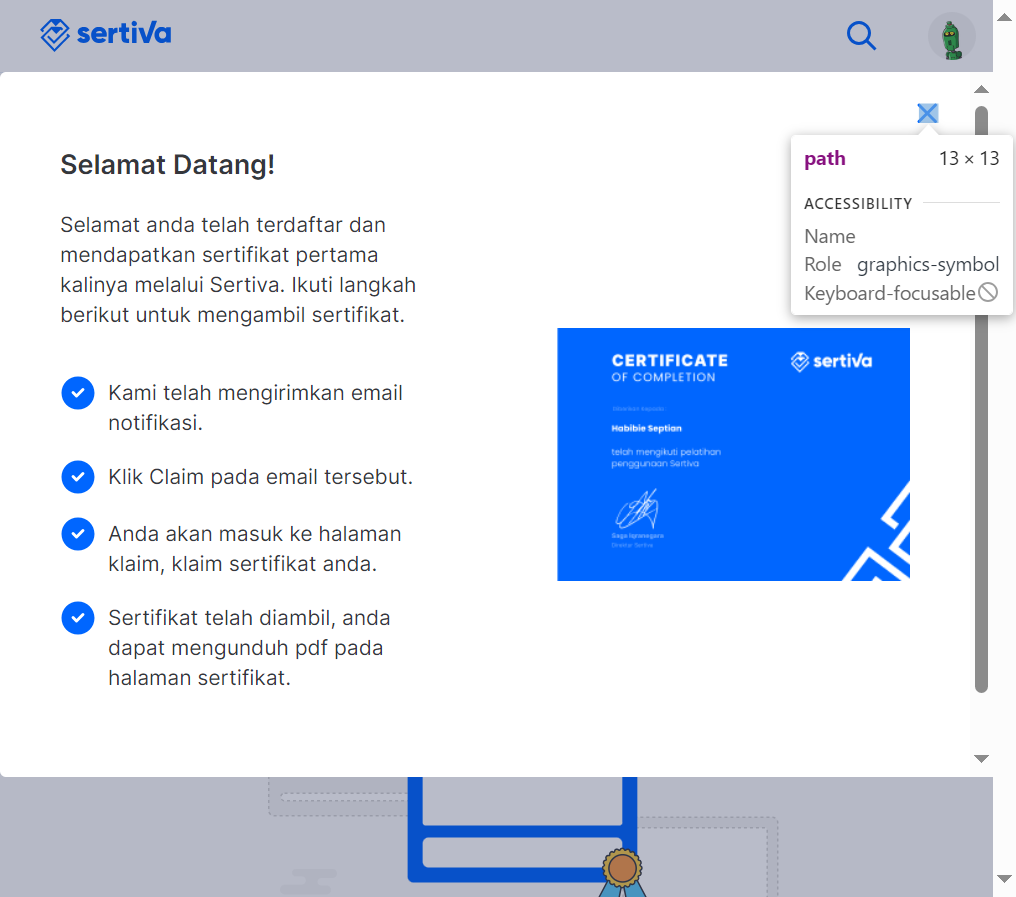 sertiva
path 13 × 13
ACCESSIBILITY
Name
Role graphics-symbol
Keyboard-focusable
Selamat Datang!
Selamat anda telah terdaftar dan
mendapatkan sertifikat pertama
kalinya melalui Sertiva. Ikuti langkah
berikut untuk mengambil sertifikat.
Kami telah mengirimkan email
notifikasi.
Klik Claim pada email tersebut.
Anda akan masuk ke halaman
klaim, klaim sertifikat anda.
Sertifikat telah diambil, anda
dapat mengunduh pdf pada
halaman sertifikat.
CERTIFICATE
OF COMPLETION
sertiva
Diberikan Kepada
Habibie Septian
telah mengikuti pelatihan
penggunaan Sertiva
Direktur Sertiva